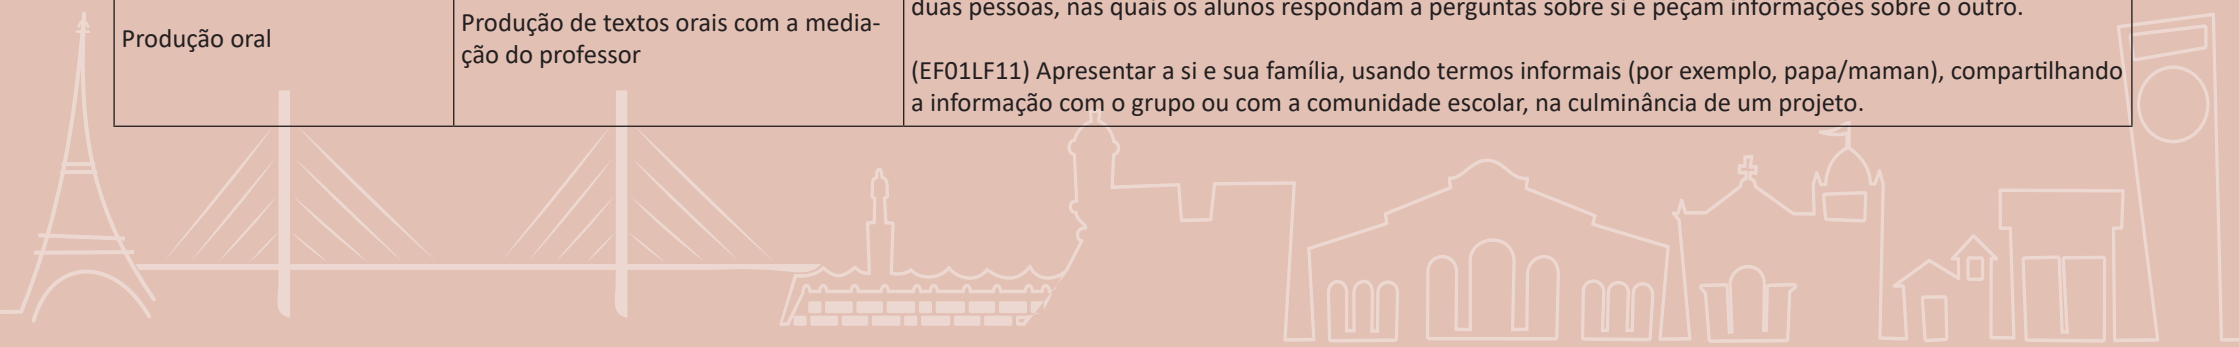 duas pessoas, nas quais os alunos respondam a perguntas sobre si e peçam informações sobre o outro.
Produção oral
Produção de textos orais com a media-
ção do professor
(EF01LF11) Apresentar a si e sua família, usando termos informais (por exemplo, papa/maman), compartilhando
a informação com o grupo ou com a comunidade escolar, na culminância de um projeto.